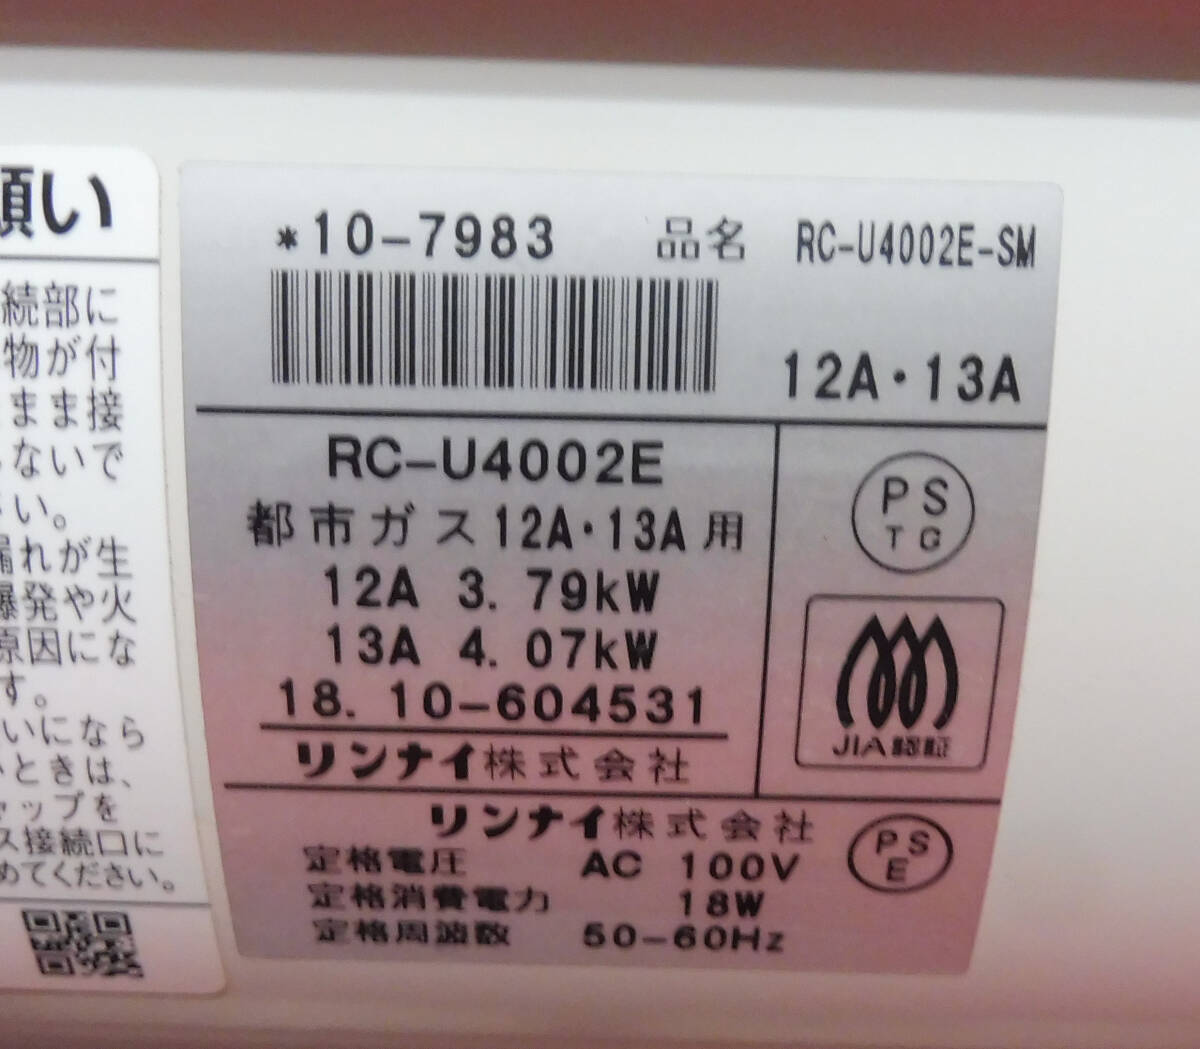 願い
続部に
物が付
まま接
ないで
い。
漏れが生
爆発や火
原因にな
す。
いになら
ときは、
ャップを
ス接続口に
めてください。
*10-7983 品名 RC-U4002E-SM
12A・13A
RC-U4002E
都市ガス12A・13A用
12A 3.79kW
13A 4.07kW
18.10-604531
リンナイ株式会社
PS
TG
JIA認証
リンナイ株式会社
定格電圧 AC 100V
定格消費電力 18W
定格周波数 50-60Hz
PS
E